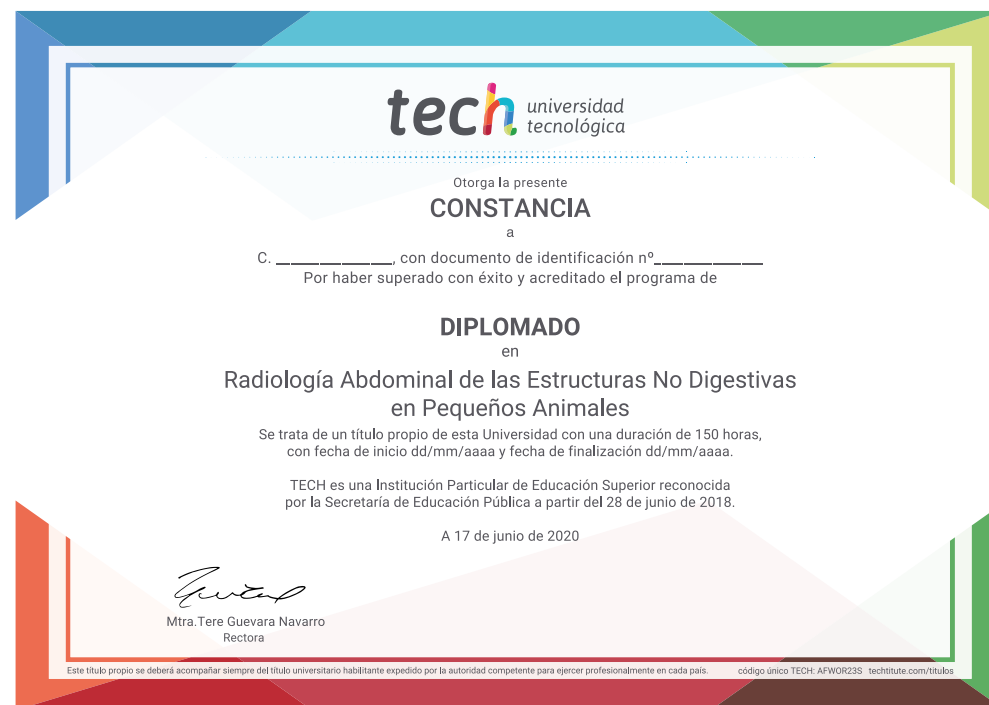 tech universidad
tecnológica
Otorga la presente
CONSTANCIA
a
C. ______________, con documento de identificación nº_____________
Por haber superado con éxito y acreditado el programa de
DIPLOMADO
en
Radiología Abdominal de las Estructuras No Digestivas
en Pequeños Animales
Se trata de un título propio de esta Universidad con una duración de 150 horas,
con fecha de inicio dd/mm/aaaa y fecha de finalización dd/mm/aaaa.
TECH es una Institución Particular de Educación Superior reconocida
por la Secretaría de Educación Pública a partir del 28 de junio de 2018.
A 17 de junio de 2020
Mtra.Tere Guevara Navarro
Rectora
Este título propio se deberá acompañar siempre del título universitario habilitante expedido por la autoridad competente para ejercer profesionalmente en cada país. código único TECH: AFWOR23S techtitute.com/titulos